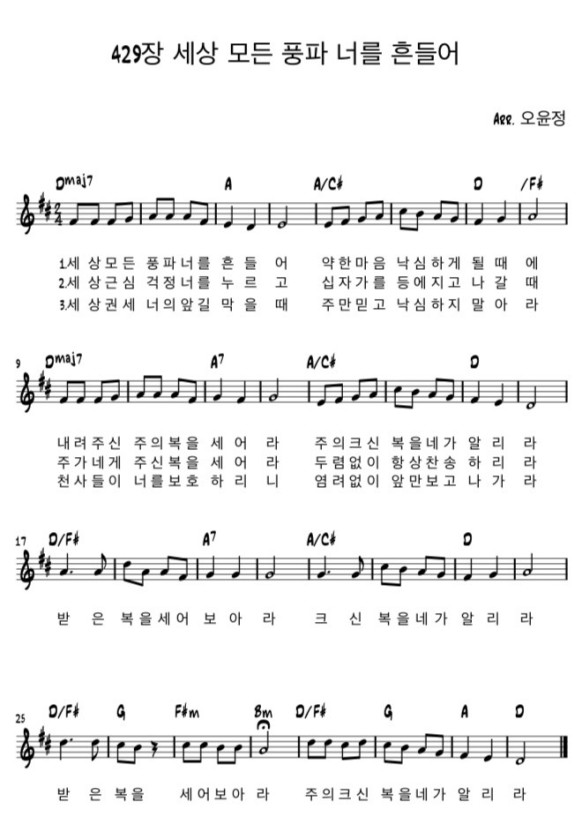 429장 세상 모든 풍파 너를 흔들어
Arr. 오윤정
Dmaj7 A A/C# D /F#
2/4
1.세 상모든 풍파너를 흔 들 어 약한마음 낙심하게 될 때 에
2.세 상근심 걱정너를 누 르 고 십자가를 등에지고 나 갈 때
3.세 상권세 너의앞길 막 을 때 주만믿고 낙심하지 말 아 라
9 Dmaj7 A7 A/C# D
내려주신 주의복을 세 어 라 주의크신 복을네가 알 리 라
주가네게 주신복을 세 어 라 두렴없이 항상찬송 하 리 라
천사들이 너를보호 하 리 니 염려없이 앞만보고 나 가 라
17 D/F# A7 A/C# D
받 은 복을세어 보 아 라 크 신 복을네가 알 리 라
25 D/F# G F#m Bm D/F# G A D
받 은 복을 세어보아 라 주의크신 복을네가 알 리 라